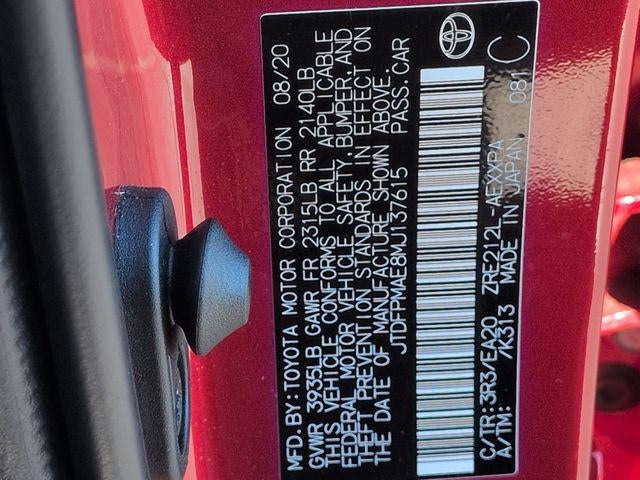 MFD.BY:TOYOTA MOTOR CORPORATION 08/20
GVWR 3935LB GAWR FR 2315LB RR 2140LB
THIS VEHICLE CONFORMS TO ALL APPLICABLE
FEDERAL MOTOR VEHICLE SAFETY, BUMPER, AND
THEFT PREVENTION STANDARDS IN EFFECT ON
THE DATE OF MANUFACTURE SHOWN ABOVE.
JTDFPMAE8MJ137615 PASS.CAR
C/TR:3R3/EA20 ZRE212L-AEXXPA 081 C
A/TM: /K313 MADE IN JAPAN